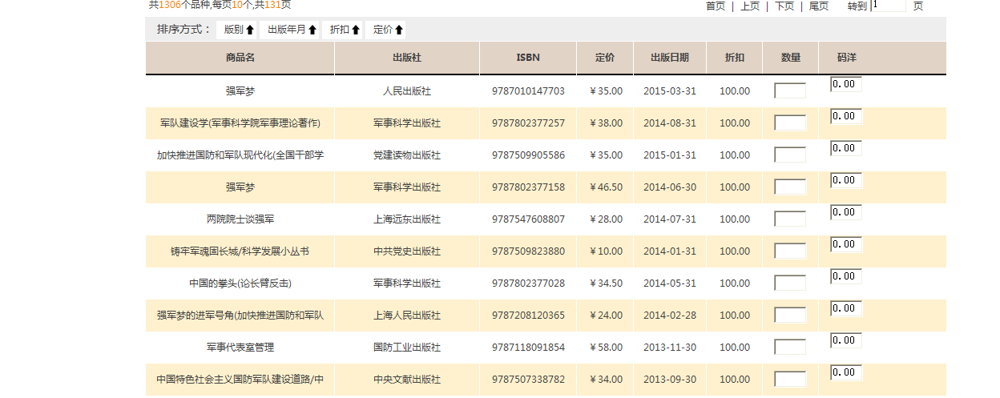 共1306个品种,每页10个,共131页 首页 | 上页 | 下页 | 尾页 转到 1 页
排序方式： 版别 出版年月 折扣 定价
商品名 出版社 ISBN 定价 出版日期 折扣 数量 码洋
强军梦 人民出版社 9787010147703 ￥35.00 2015-03-31 100.00 0.00
军队建设学(军事科学院军事理论著作) 军事科学出版社 9787802377257 ￥38.00 2014-08-31 100.00 0.00
加快推进国防和军队现代化(全国干部学 党建读物出版社 9787509905586 ￥35.00 2015-01-31 100.00 0.00
强军梦 军事科学出版社 9787802377158 ￥46.50 2014-06-30 100.00 0.00
两院院士谈强军 上海远东出版社 9787547608807 ￥28.00 2014-07-31 100.00 0.00
铸牢军魂固长城/科学发展小丛书 中共党史出版社 9787509823880 ￥10.00 2014-01-31 100.00 0.00
中国的拳头(论长臂反击) 军事科学出版社 9787802377028 ￥34.50 2014-05-31 100.00 0.00
强军梦的进军号角(加快推进国防和军队 上海人民出版社 9787208120365 ￥24.00 2014-02-28 100.00 0.00
军事代表室管理 国防工业出版社 9787118091854 ￥58.00 2013-11-30 100.00 0.00
中国特色社会主义国防军队建设道路/中 中央文献出版社 9787507338782 ￥34.00 2013-09-30 100.00 0.00